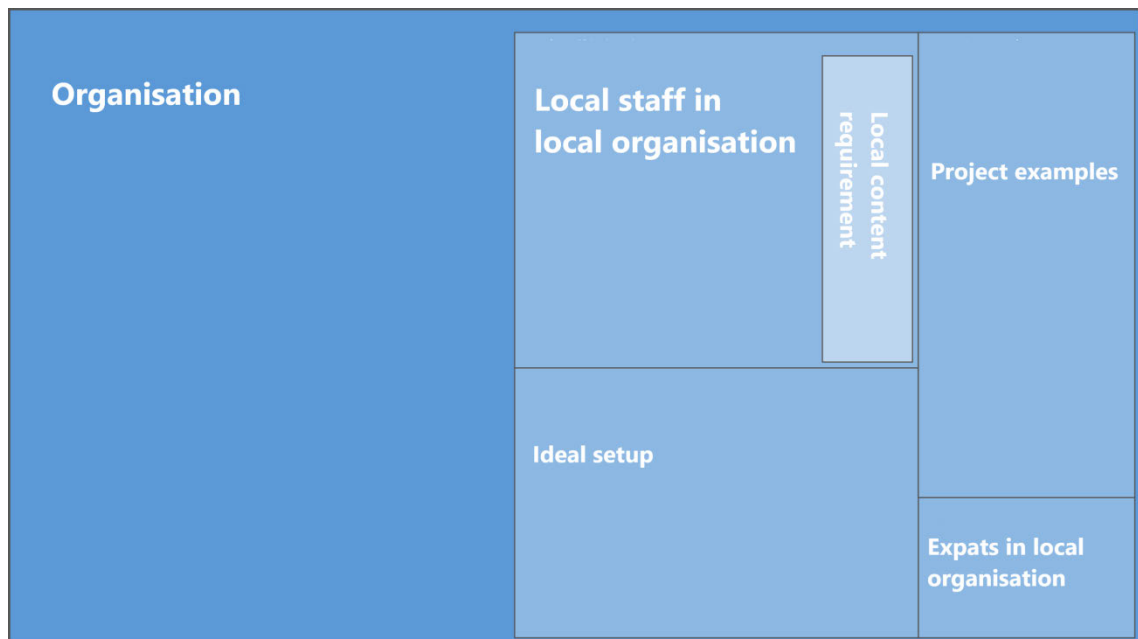 Organisation
Local staff in
local organisation
Local content
requirement
Project examples
Ideal setup
Expats in local
organisation